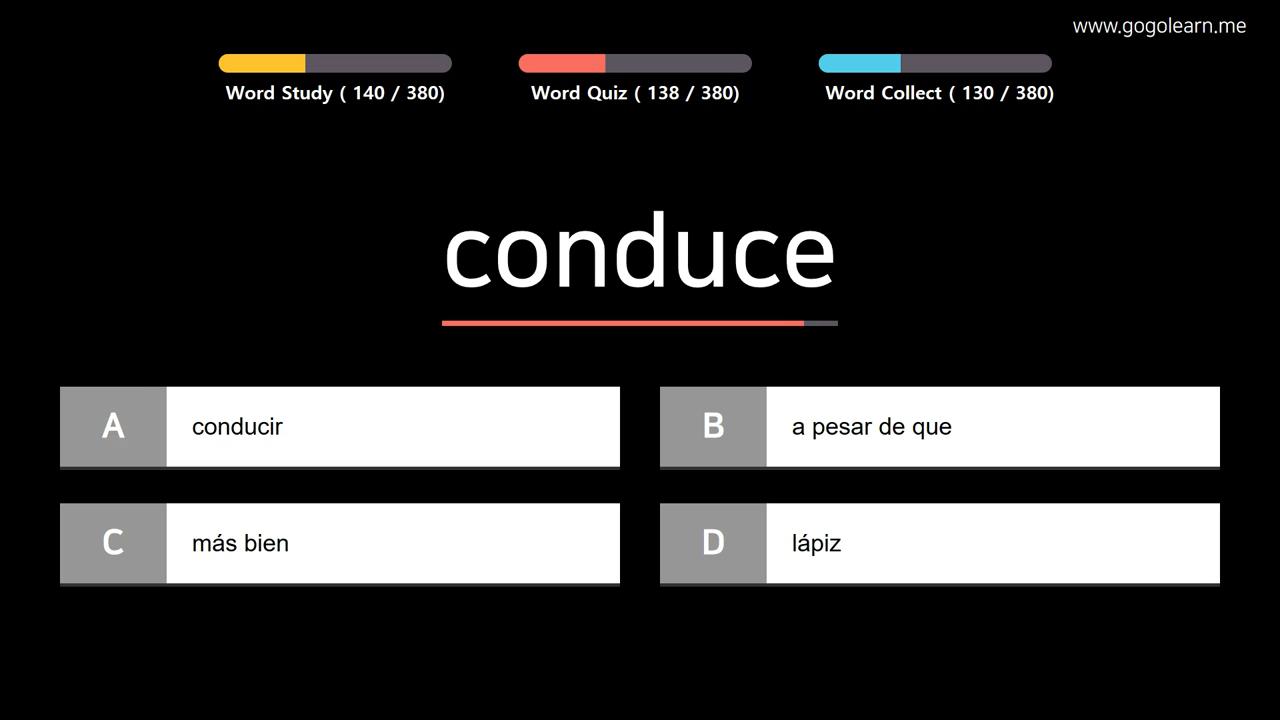 www.gogolearn.me
Word Study ( 140 / 380)
Word Quiz ( 138 / 380)
Word Collect ( 130 / 380)
conduce
A conducir
B a pesar de que
C más bien
D lápiz